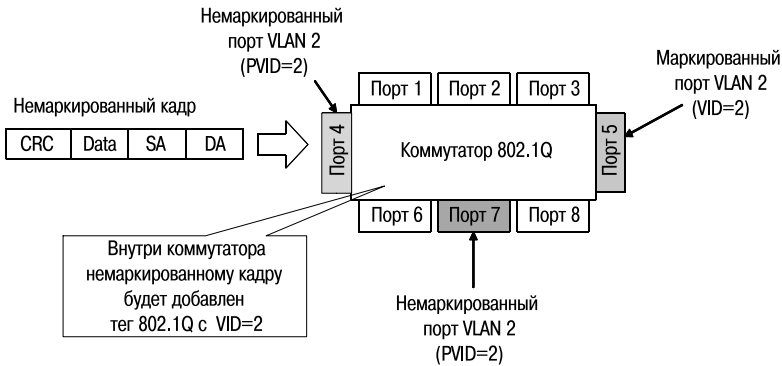 Немаркированный
порт VLAN 2
(PVID=2)
Маркированный
порт VLAN 2
(VID=2)
Немаркированный кадр
CRC Data SA DA
Порт 1 Порт 2 Порт 3
Порт 4
Коммутатор 802.1Q
Порт 5
Порт 6 Порт 7 Порт 8
Внутри коммутатора
немаркированному кадру
будет добавлен
тег 802.1Q с VID=2
Немаркированный
порт VLAN 2
(PVID=2)